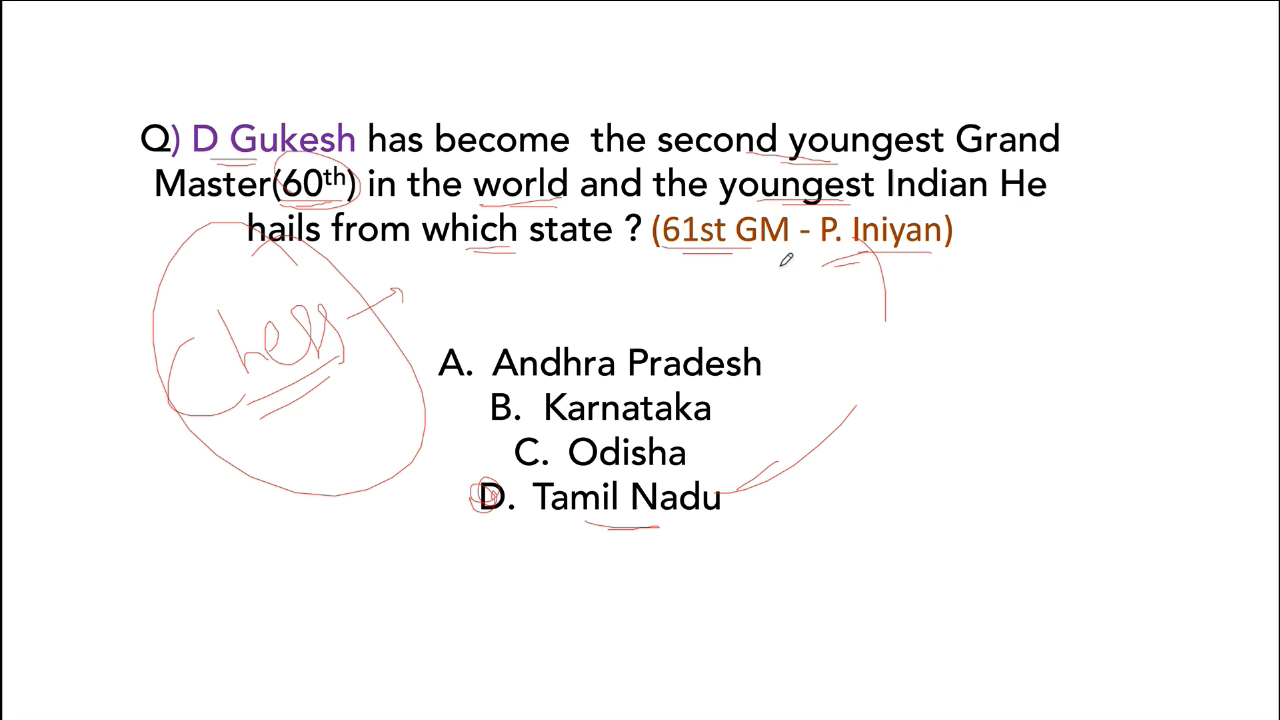 Q) D Gukesh has become the second youngest Grand
Master(60th) in the world and the youngest Indian He
hails from which state ? (61st GM - P. Iniyan)
Chess
A. Andhra Pradesh
B. Karnataka
C. Odisha
D. Tamil Nadu